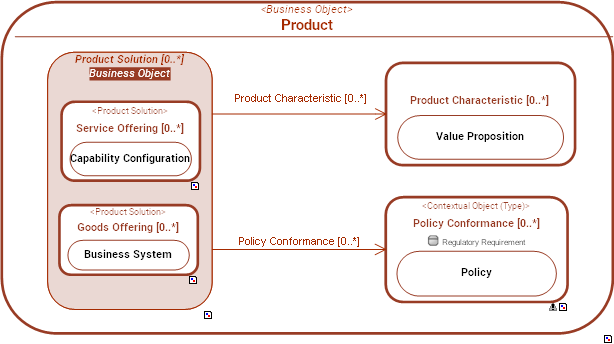 <Business Object>
Product
Product Solution [0..*]
Business Object
<Product Solution>
Service Offering [0..*]
Capability Configuration
<Product Solution>
Goods Offering [0..*]
Business System
Product Characteristic [0..*]
Policy Conformance [0..*]
Product Characteristic [0..*]
Value Proposition
<Contextual Object (Type)>
Policy Conformance [0..*]
Regulatory Requirement
Policy